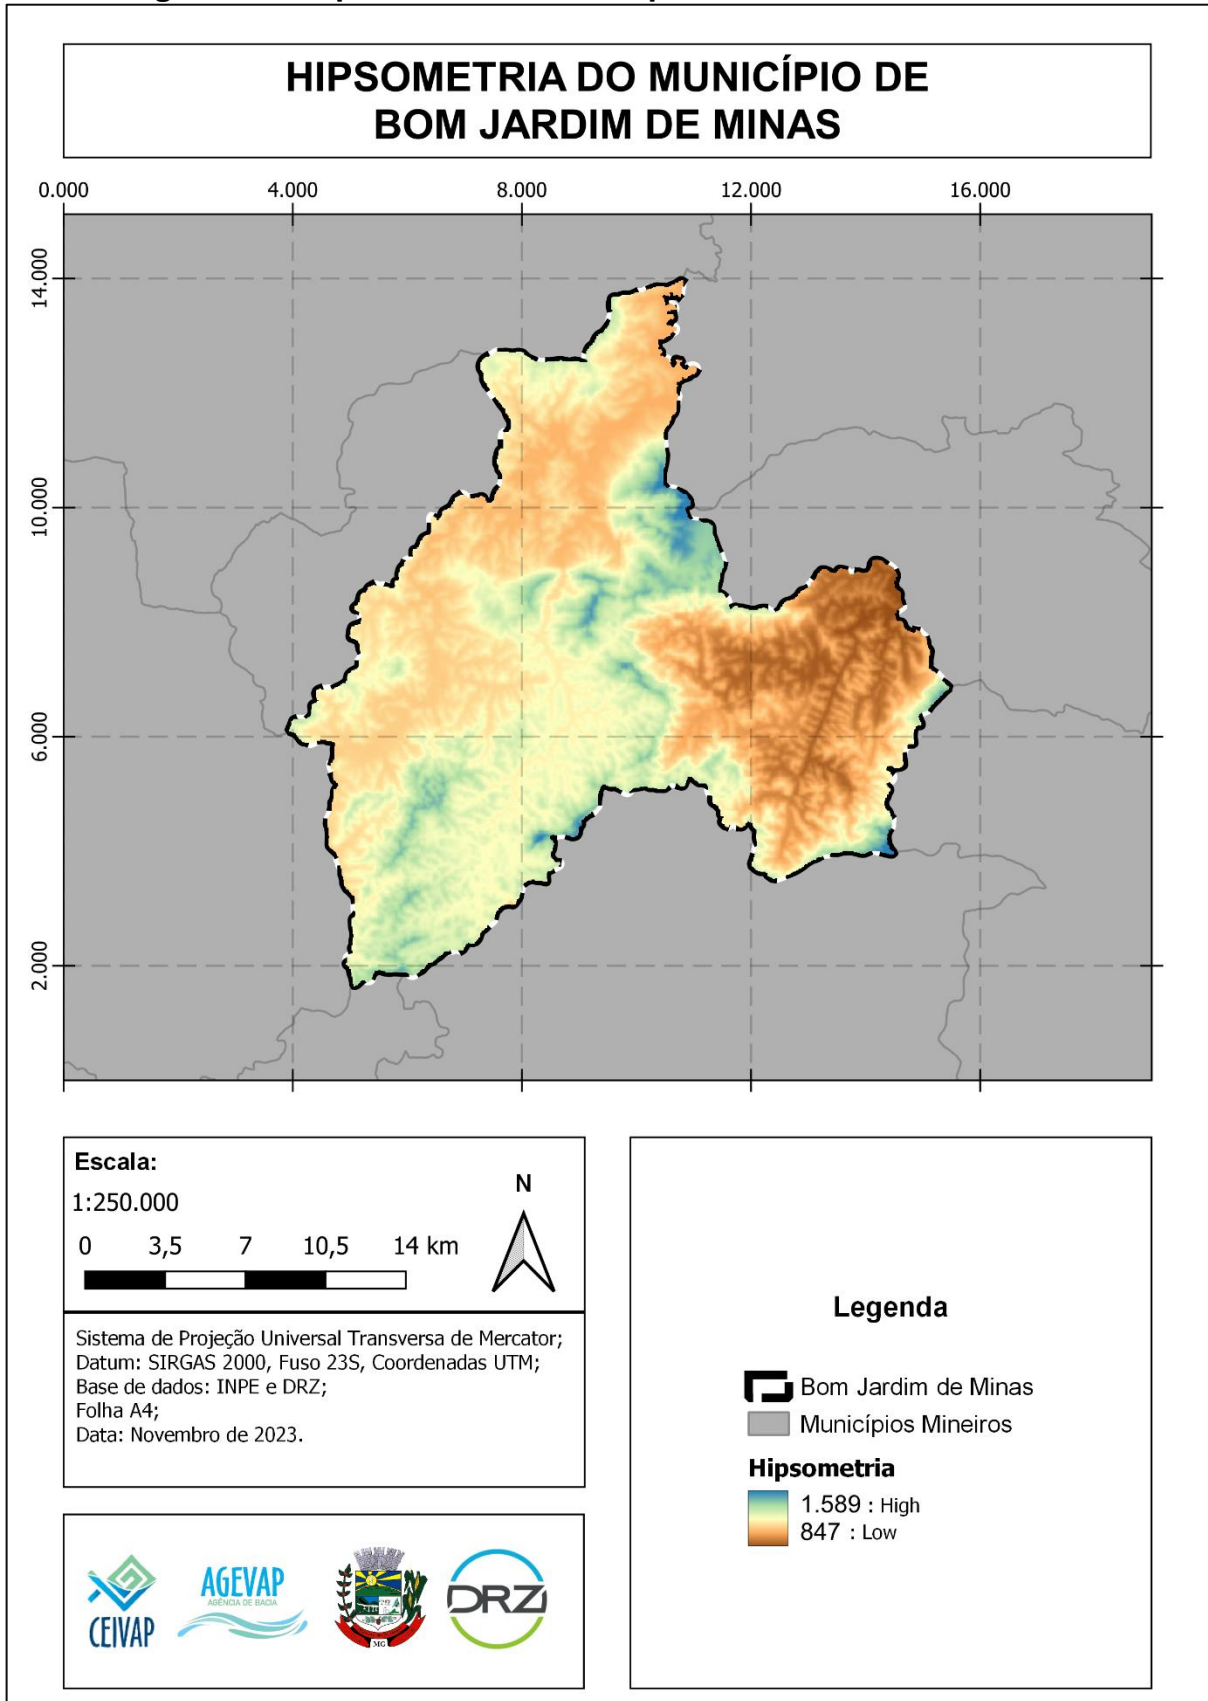 HIPSOMETRIA DO MUNICÍPIO DE
BOM JARDIM DE MINAS
0.000 4.000 8.000 12.000 16.000
14.000
10.000
6.000
2.000
Escala:
1:250.000
0 3,5 7 10,5 14 km
N
Sistema de Projeção Universal Transversa de Mercator;
Datum: SIRGAS 2000, Fuso 23S, Coordenadas UTM;
Base de dados: INPE e DRZ;
Folha A4;
Data: Novembro de 2023.
CEIVAP
AGEVAP
AGÊNCIA DE BACIA
MG
DRZ
Legenda
Bom Jardim de Minas
Municípios Mineiros
Hipsometria
1.589 : High
847 : Low